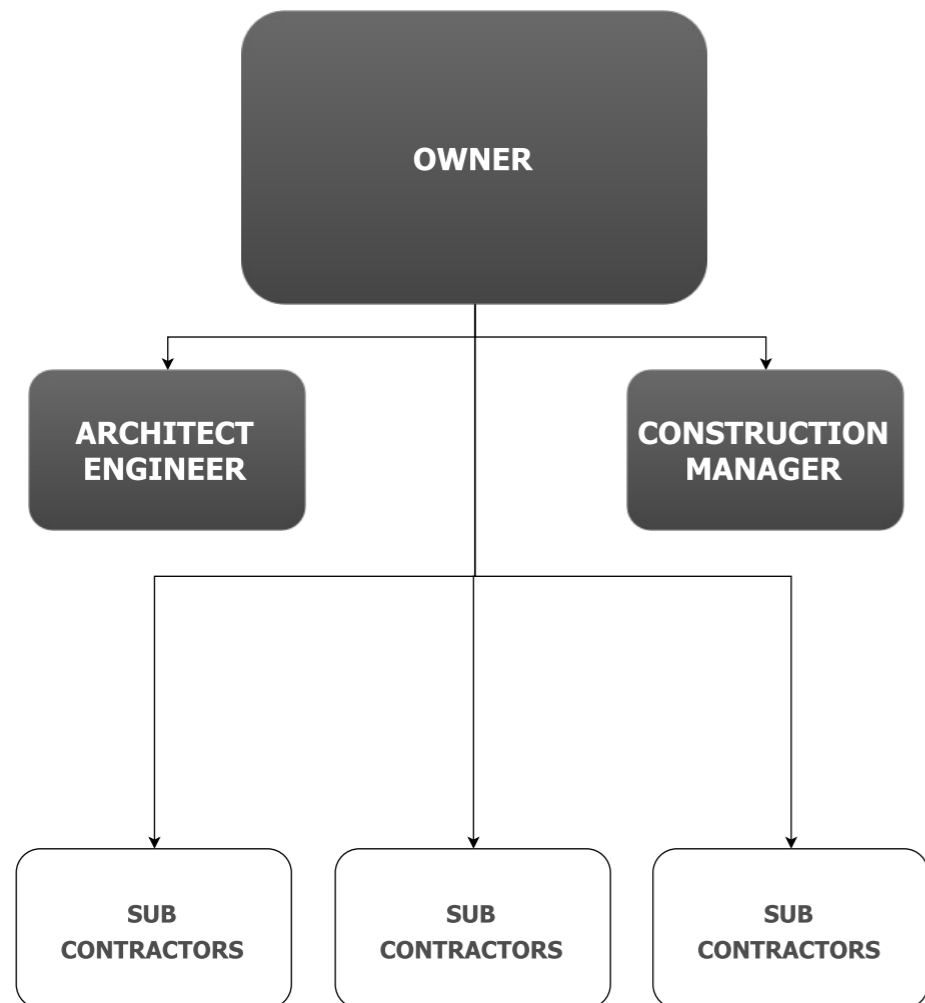 OWNER
ARCHITECT
ENGINEER
CONSTRUCTION
MANAGER
SUB
CONTRACTORS
SUB
CONTRACTORS
SUB
CONTRACTORS